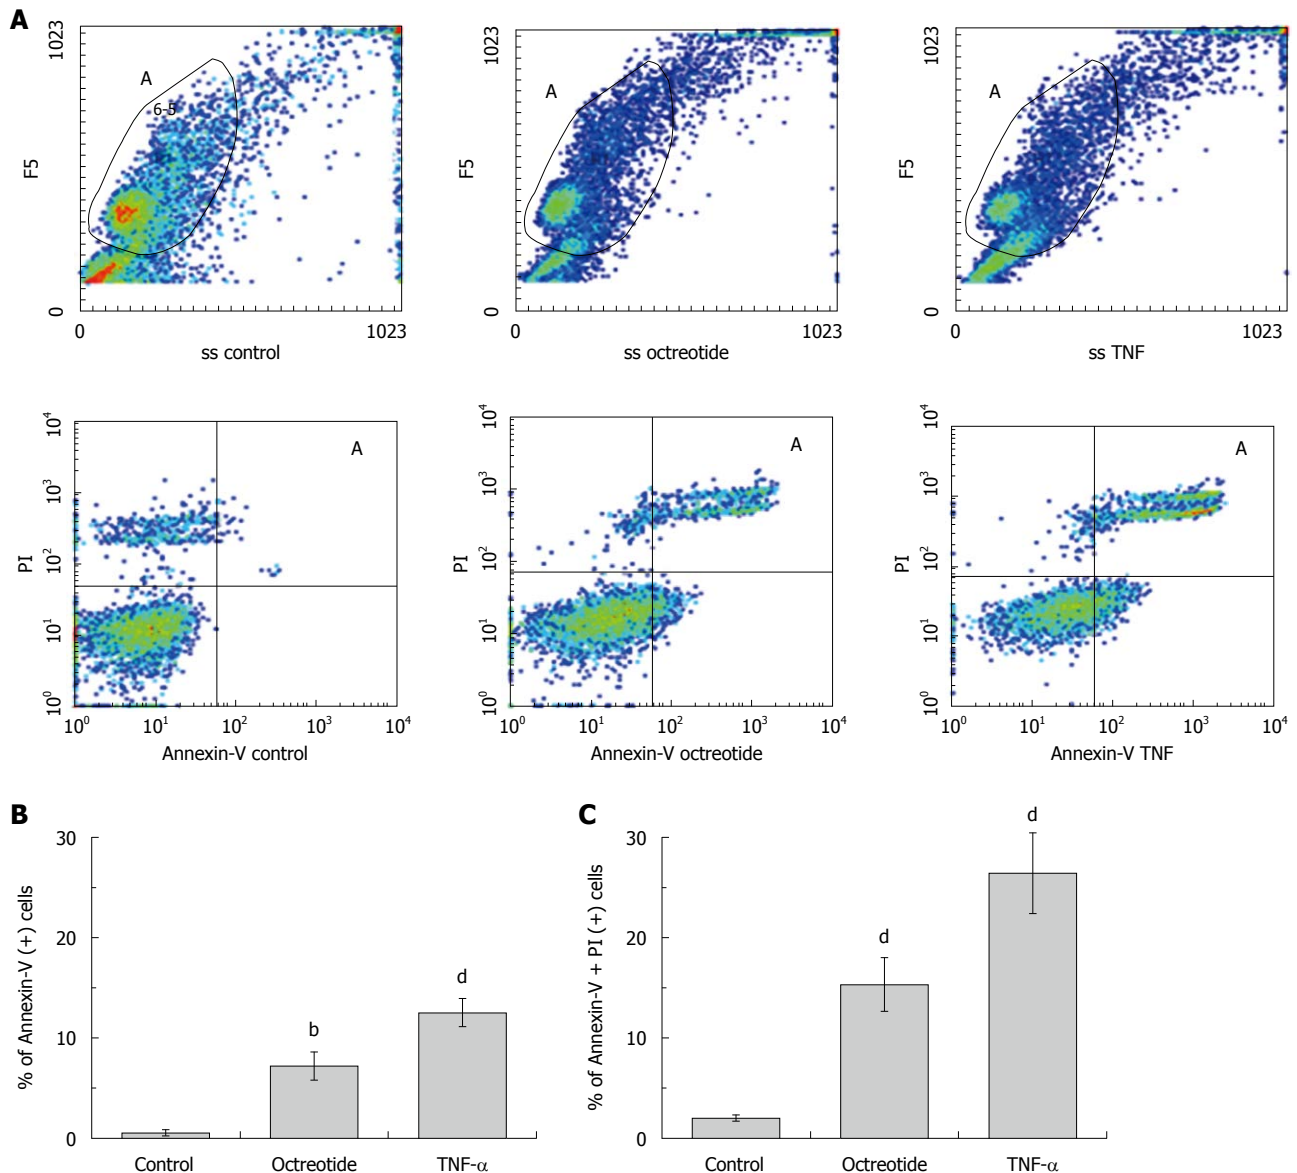 A
1023
F5
0
A
6-5
0 1023
ss control
1023
F5
0
A
0 1023
ss octreotide
1023
F5
0
A
0 1023
ss TNF
10⁴
10³
PI
10²
10¹
10⁰
A
10⁰ 10¹ 10² 10³ 10⁴
Annexin-V control
10⁴
10³
PI
10²
10¹
10⁰
A
10⁰ 10¹ 10² 10³ 10⁴
Annexin-V octreotide
10⁴
10³
PI
10²
10¹
10⁰
A
10⁰ 10¹ 10² 10³ 10⁴
Annexin-V TNF
B
% of Annexin-V (+) cells
30
20
10
0
b
d
Control Octreotide TNF-α
C
% of Annexin-V + PI (+) cells
30
20
10
0
d
d
Control Octreotide TNF-α